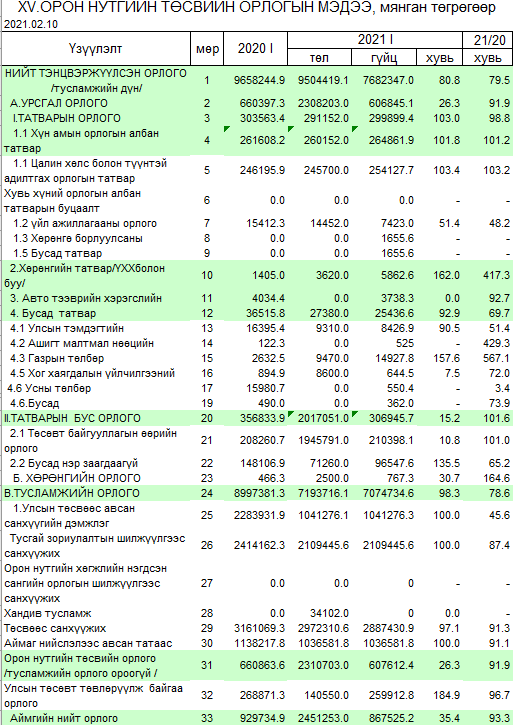 XV.ОРОН НУТГИЙН ТӨСВИЙН ОРЛОГЫН МЭДЭЭ, мянган төгрөгөөр
2021.02.10
Үзүүлэлт мөр 2020 I 2021 I 21/20
төл гүйц хувь хувь
НИЙТ ТЭНЦВЭРЖҮҮЛСЭН ОРЛОГО
/тусламжийн дүн/ 1 9658244.9 9504419.1 7682347.0 80.8 79.5
А.УРСГАЛ ОРЛОГО 2 660397.3 2308203.0 606845.1 26.3 91.9
I.ТАТВАРЫН ОРЛОГО 3 303563.4 291152.0 299899.4 103.0 98.8
1.1 Хүн амын орлогын албан
татвар 4 261608.2 260152.0 264861.9 101.8 101.2
1.1 Цалин хөлс болон түүнтэй
адилтгах орлогын татвар 5 246195.9 245700.0 254127.7 103.4 103.2
Хувь хүний орлогын албан
татварын буцаалт 6 0.0 0.0 0.0 - -
1.2 үйл ажиллагааны орлого 7 15412.3 14452.0 7423.0 51.4 48.2
1.3 Хөрөнгө борлуулсаны 8 0.0 0.0 1655.6 - -
1.5 Бусад татвар 9 0.0 0.0 1655.6 - -
2.Хөрөнгийн татвар/ҮХХболон
буу/ 10 1405.0 3620.0 5862.6 162.0 417.3
3. Авто тээврийн хэрэгслийн 11 4034.4 0.0 3738.3 0.0 92.7
4. Бусад татвар 12 36515.8 27380.0 25436.6 92.9 69.7
4.1 Улсын тэмдэгтийн 13 16395.4 9310.0 8426.9 90.5 51.4
4.2 Ашигт малтмал нөөцийн 14 122.3 0.0 525 - 429.3
4.3 Газрын төлбөр 15 2632.5 9470.0 14927.8 157.6 567.1
4.5 Хог хаягдалын үйлчилгээний 16 894.9 8600.0 644.5 7.5 72.0
4.6 Усны төлбөр 17 15980.7 0.0 550.4 - 3.4
4.6.Бусад 19 490.0 0.0 362.0 - 73.9
II.ТАТВАРЫН БУС ОРЛОГО 20 356833.9 2017051.0 306945.7 15.2 101.6
2.1 Төсөвт байгууллагын өөрийн
орлого 21 208260.7 1945791.0 210398.1 10.8 101.0
2.2 Бусад нэр заагдаагүй 22 148106.9 71260.0 96547.6 135.5 65.2
Б. ХӨРӨНГИЙН ОРЛОГО 23 466.3 2500.0 767.3 30.7 164.6
В.ТУСЛАМЖИЙН ОРЛОГО 24 8997381.3 7193716.1 7074734.6 98.3 78.6
1.Улсын төсвөөс авсан
санхүүгийн дэмжлэг 25 2283931.9 1041276.1 1041276.3 100.0 45.6
Тусгай зориулалтын шилжүүлгээс
санхүүжих 26 2414162.3 2109445.6 2109445.6 100.0 87.4
Орон нутгийн хөгжлийн нэгдсэн
сангийн орлогын шилжүүлгээс
санхүүжих 27 0.0 0.0 0 - -
Хандив тусламж 28 0.0 34102.0 0 - -
Төсвөөс санхүүжих 29 3161069.3 2972310.6 2887430.9 97.1 91.3
Аймаг нийслэлээс авсан татаас 30 1138217.8 1036581.8 1036581.8 100.0 91.1
Орон нутгийн төсвийн орлого
/тусламжийн орлого ороогүй / 31 660863.6 2310703.0 607612.4 26.3 91.9
Улсын төсөвт төвлөрүүлж байгаа
орлого 32 268871.3 140550.0 259912.8 184.9 96.7
Аймгийн нийт орлого 33 929734.9 2451253.0 867525.2 35.4 93.3